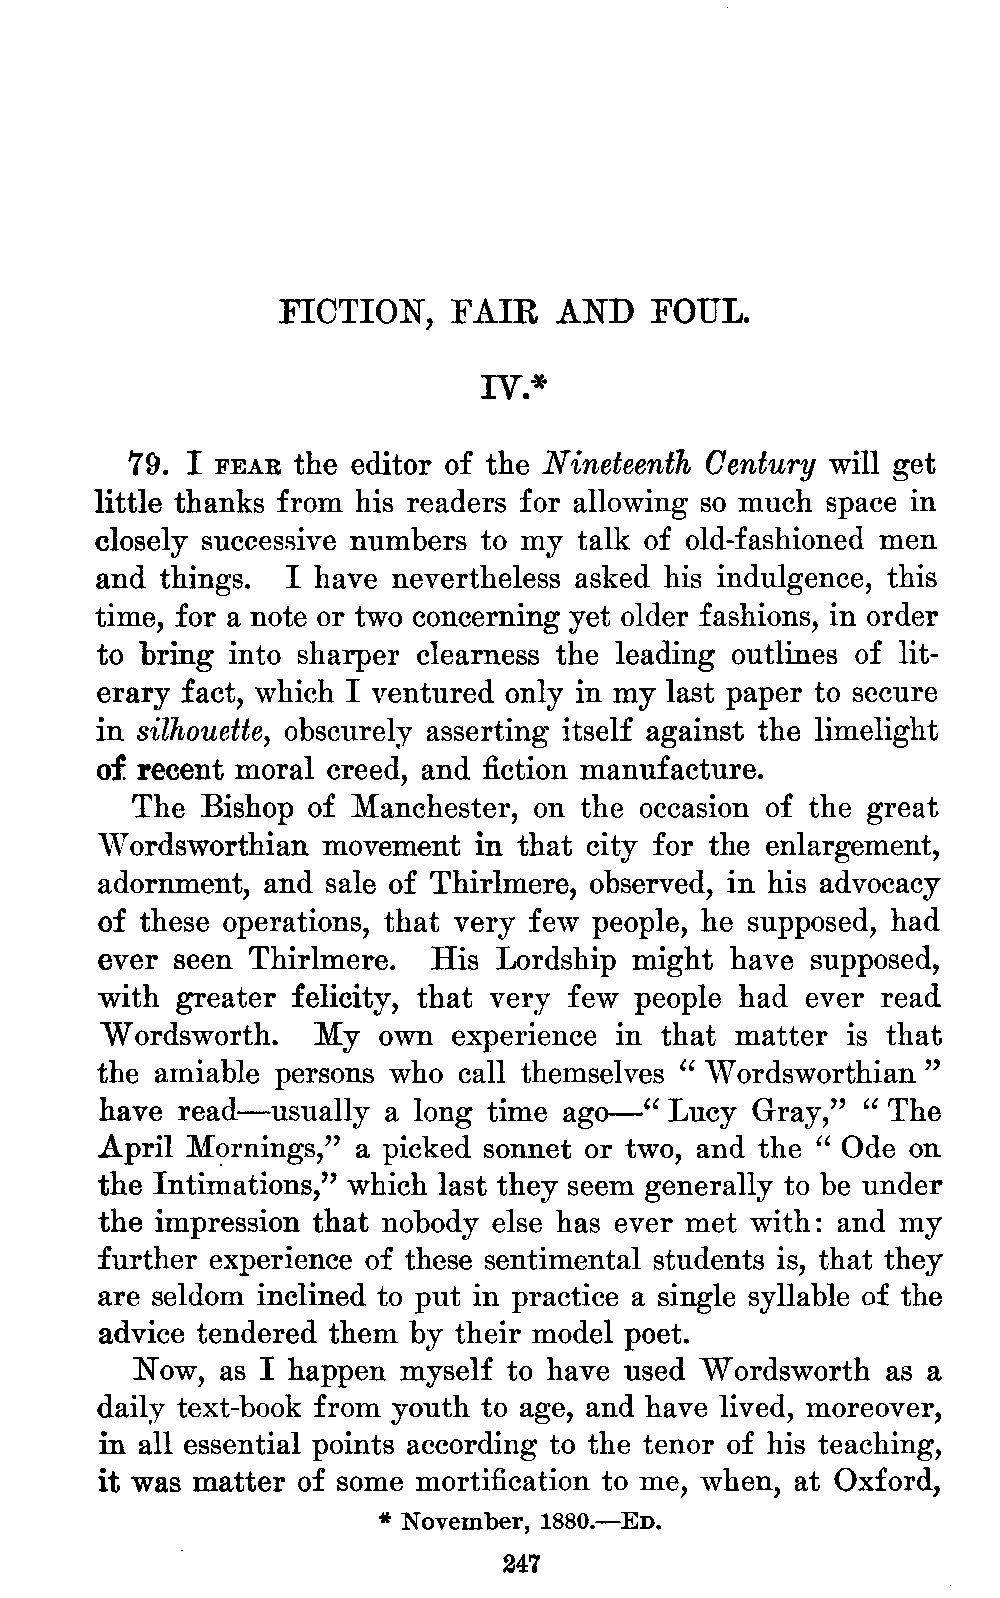 FICTION, FAIR AND FOUL.
IV.*
79. I FEAR the editor of the Nineteenth Century will get
little thanks from his readers for allowing so much space in
closely successive numbers to my talk of old-fashioned men
and things. I have nevertheless asked his indulgence, this
time, for a note or two concerning yet older fashions, in order
to bring into sharper clearness the leading outlines of lit-
erary fact, which I ventured only in my last paper to secure
in silhouette, obscurely asserting itself against the limelight
of recent moral creed, and fiction manufacture.
The Bishop of Manchester, on the occasion of the great
Wordsworthian movement in that city for the enlargement,
adornment, and sale of Thirlmere, observed, in his advocacy
of these operations, that very few people, he supposed, had
ever seen Thirlmere. His Lordship might have supposed,
with greater felicity, that very few people had ever read
Wordsworth. My own experience in that matter is that
the amiable persons who call themselves “Wordsworthian”
have read—usually a long time ago—“Lucy Gray,” “The
April Mornings,” a picked sonnet or two, and the “Ode on
the Intimations,” which last they seem generally to be under
the impression that nobody else has ever met with: and my
further experience of these sentimental students is, that they
are seldom inclined to put in practice a single syllable of the
advice tendered them by their model poet.
Now, as I happen myself to have used Wordsworth as a
daily text-book from youth to age, and have lived, moreover,
in all essential points according to the tenor of his teaching,
it was matter of some mortification to me, when, at Oxford,
* November, 1880.—ED.
247